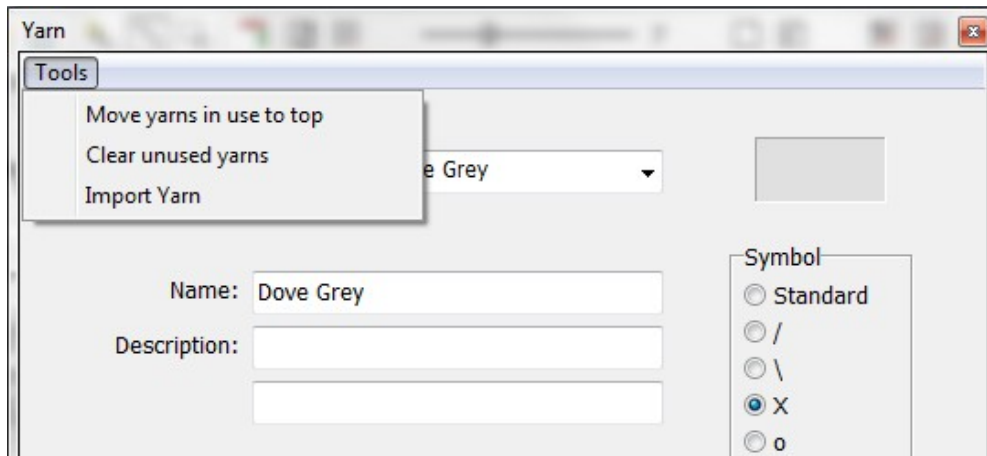 Yarn
Tools
Move yarns in use to top
Clear unused yarns
Import Yarn
Grey
Name: Dove Grey
Description:
Symbol
Standard
/
\
X
o